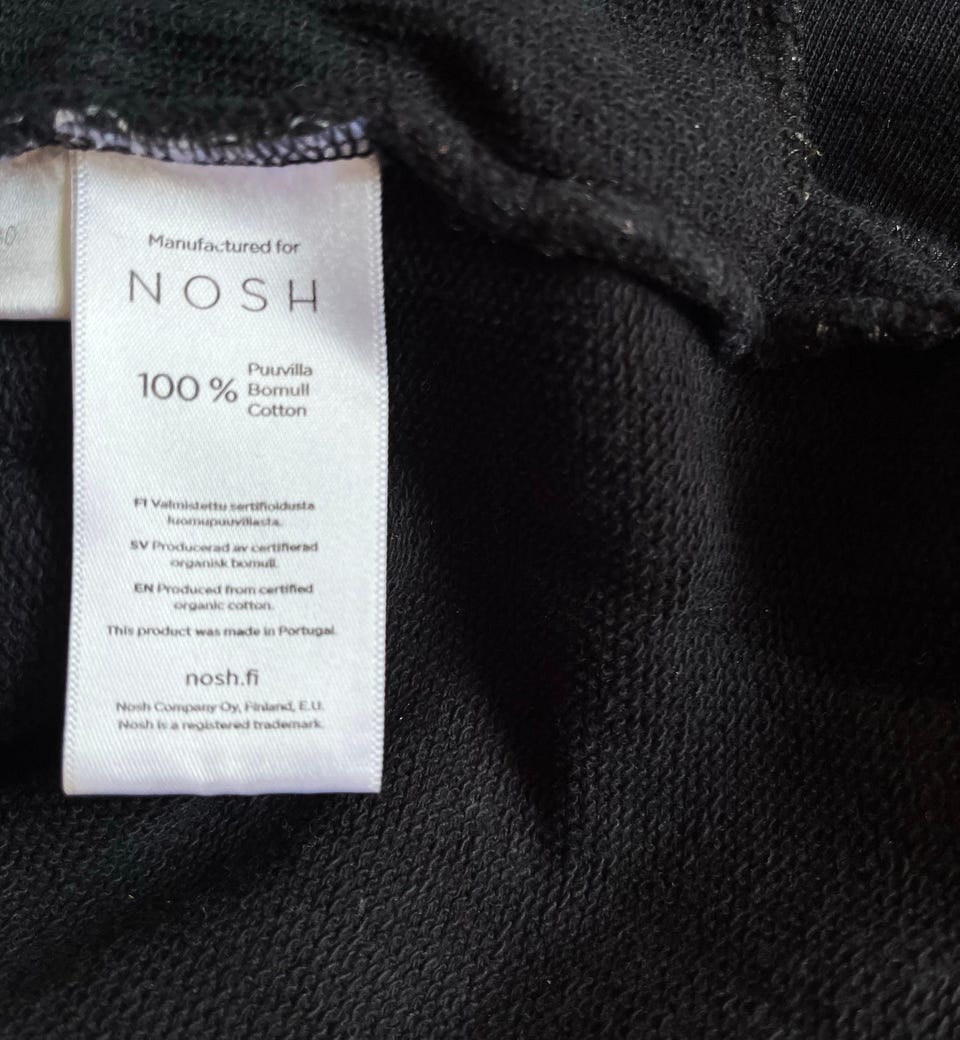 Manufactured for
NOSH
100 %
Puuvilla
Bomull
Cotton
FI Valmistettu sertifioidusta
luomupuuvillasta.
SV Producerad av certifierad
organisk bomull.
EN Produced from certified
organic cotton.
This product was made in Portugal.
nosh.fi
Nosh Company Oy, Finland, E.U.
Nosh is a registered trademark.